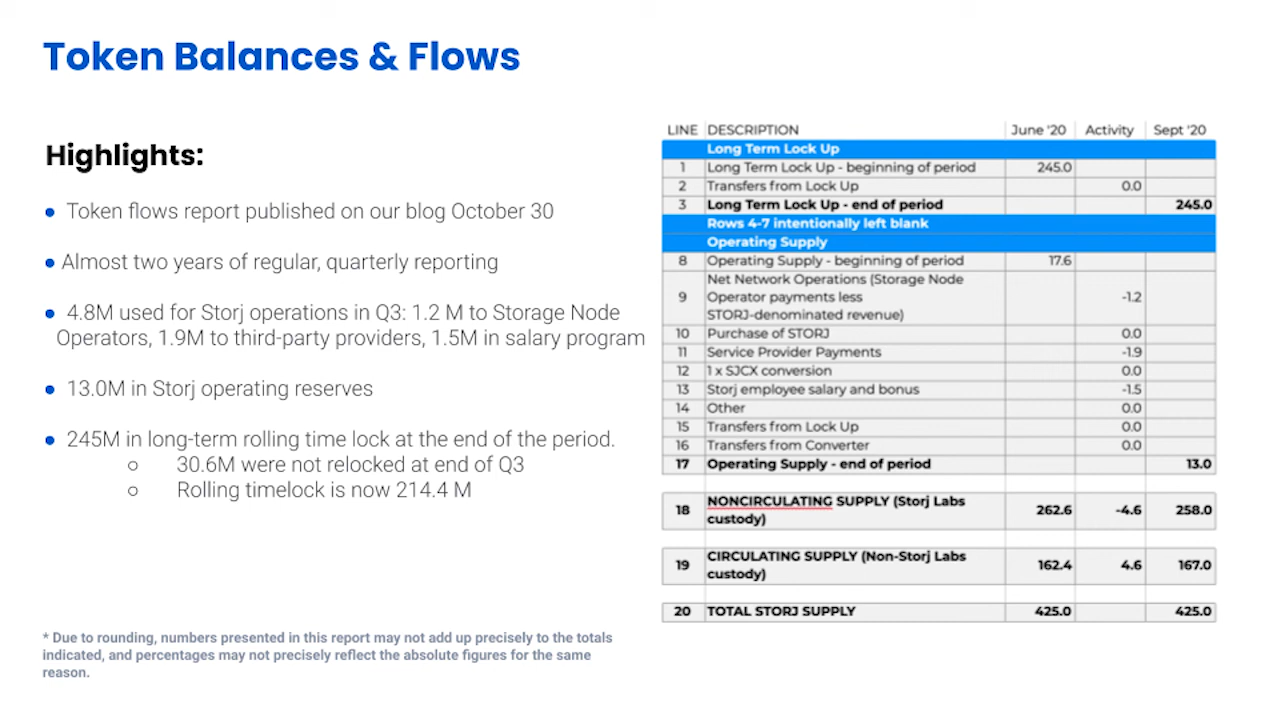 Token Balances & Flows
Highlights:
● Token flows report published on our blog October 30
● Almost two years of regular, quarterly reporting
● 4.8M used for Storj operations in Q3: 1.2 M to Storage Node
Operators, 1.9M to third-party providers, 1.5M in salary program
● 13.0M in Storj operating reserves
● 245M in long-term rolling time lock at the end of the period.
○ 30.6M were not relocked at end of Q3
○ Rolling timelock is now 214.4 M
* Due to rounding, numbers presented in this report may not add up precisely to the totals
indicated, and percentages may not precisely reflect the absolute figures for the same
reason.
LINE DESCRIPTION June '20 Activity Sept '20
Long Term Lock Up
1 Long Term Lock Up - beginning of period 245.0
2 Transfers from Lock Up 0.0
3 Long Term Lock Up - end of period 245.0
Rows 4-7 intentionally left blank
Operating Supply
8 Operating Supply - beginning of period 17.6
Net Network Operations (Storage Node
9 Operator payments less -1.2
STORJ-denominated revenue)
10 Purchase of STORJ 0.0
11 Service Provider Payments -1.9
12 1 x SJCX conversion 0.0
13 Storj employee salary and bonus -1.5
14 Other 0.0
15 Transfers from Lock Up 0.0
16 Transfers from Converter 0.0
17 Operating Supply - end of period 13.0
18 NONCIRCULATING SUPPLY (Storj Labs 262.6 -4.6 258.0
custody)
19 CIRCULATING SUPPLY (Non-Storj Labs 162.4 4.6 167.0
custody)
20 TOTAL STORJ SUPPLY 425.0 425.0